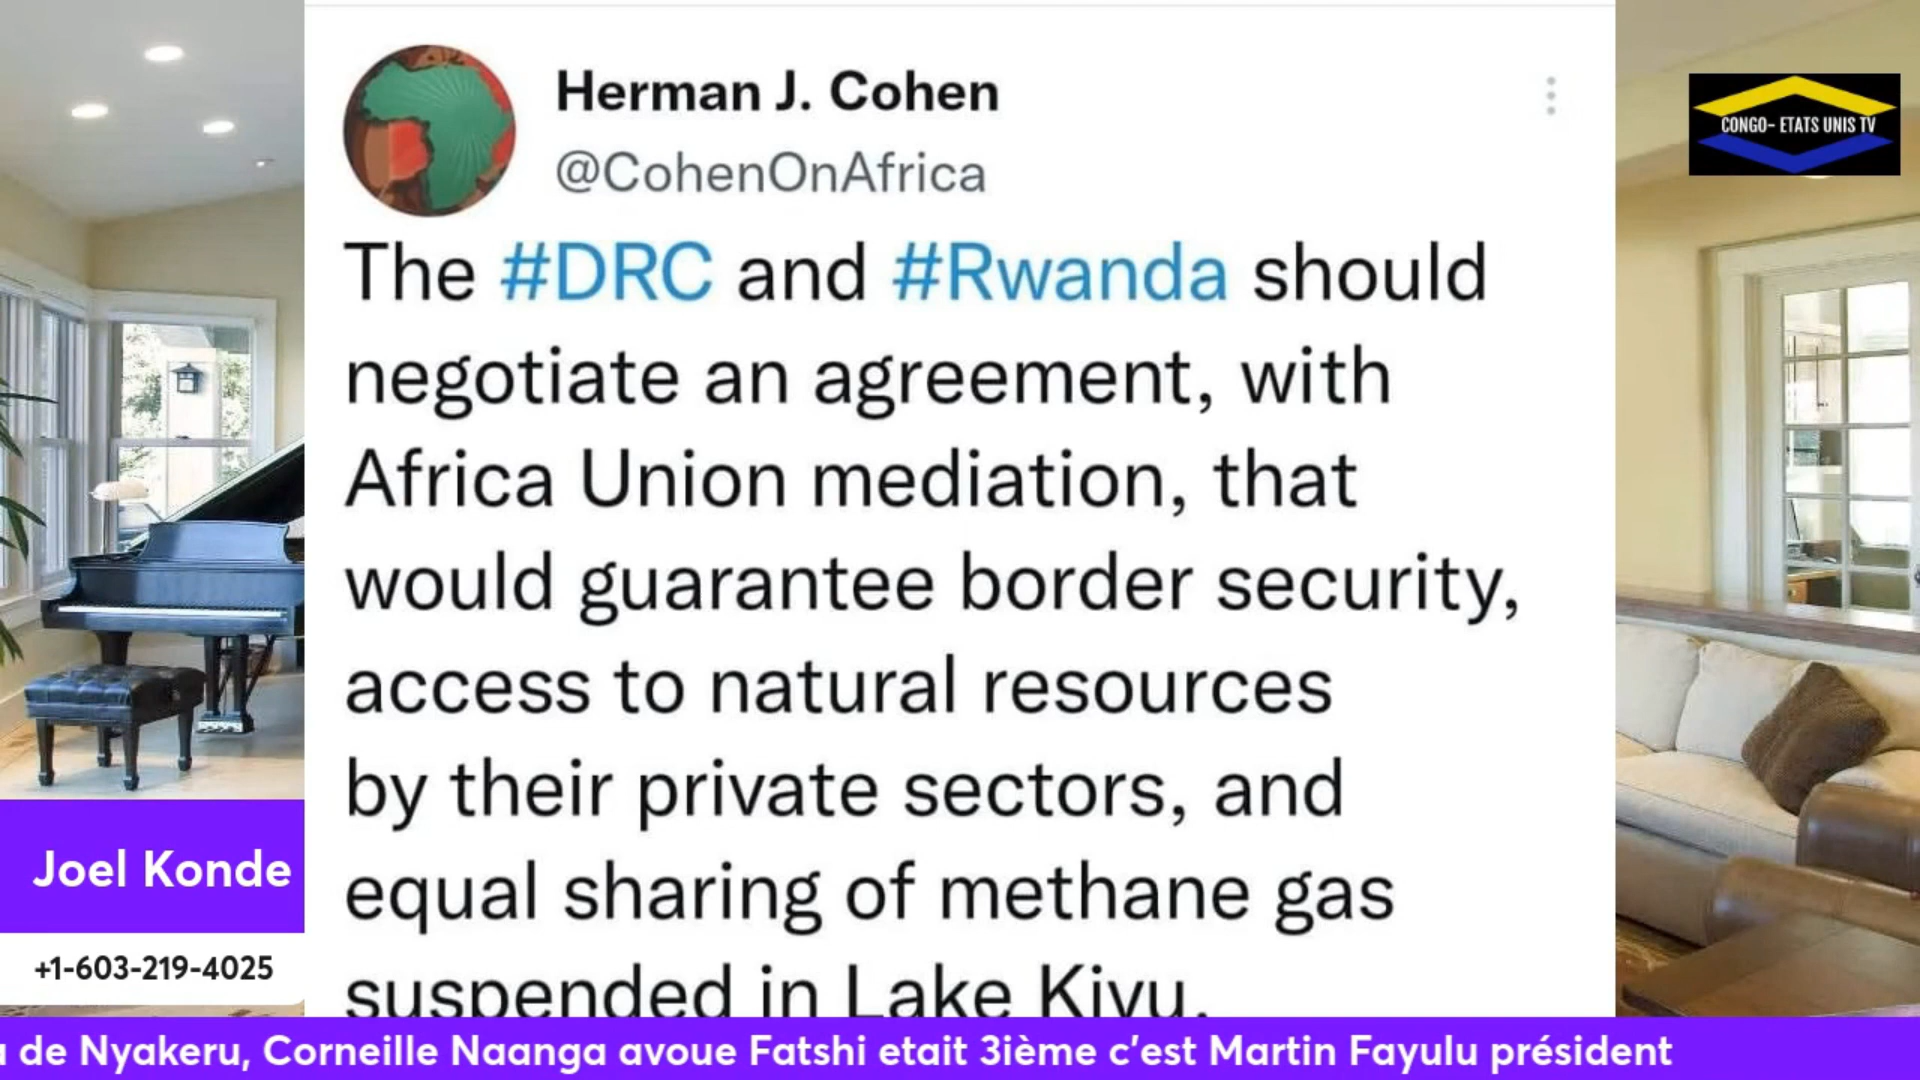 Herman J. Cohen
@CohenOnAfrica
The #DRC and #Rwanda should
negotiate an agreement, with
Africa Union mediation, that
would guarantee border security,
access to natural resources
by their private sectors, and
equal sharing of methane gas
suspended in Lake Kivu.
CONGO- ETATS UNIS TV
Joel Konde
+1-603-219-4025
de Nyakeru, Corneille Naanga avoue Fatshi etait 3ième c'est Martin Fayulu président